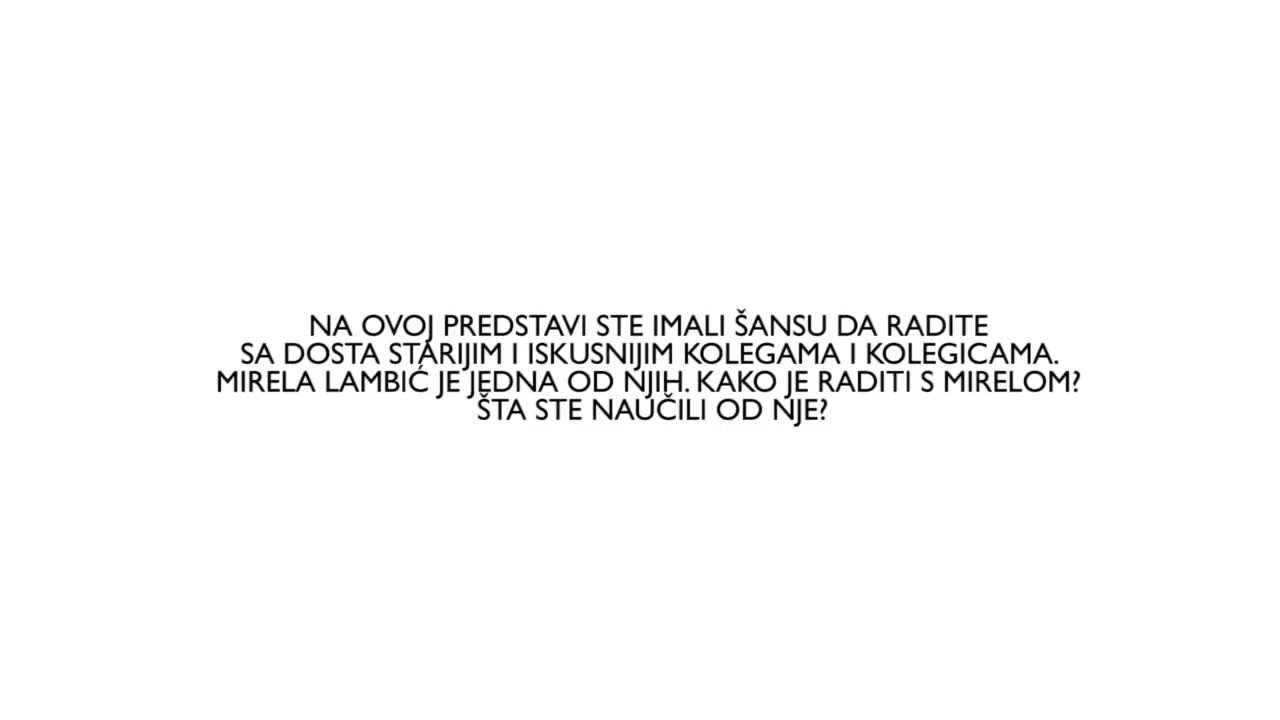 NA OVOJ PREDSTAVI STE IMALI ŠANSU DA RADITE
SA DOSTA STARIJIM I ISKUSNIJIM KOLEGAMA I KOLEGICAMA.
MIRELA LAMBIĆ JE JEDNA OD NJIH. KAKO JE RADITI S MIRELOM?
ŠTA STE NAUČILI OD NJE?